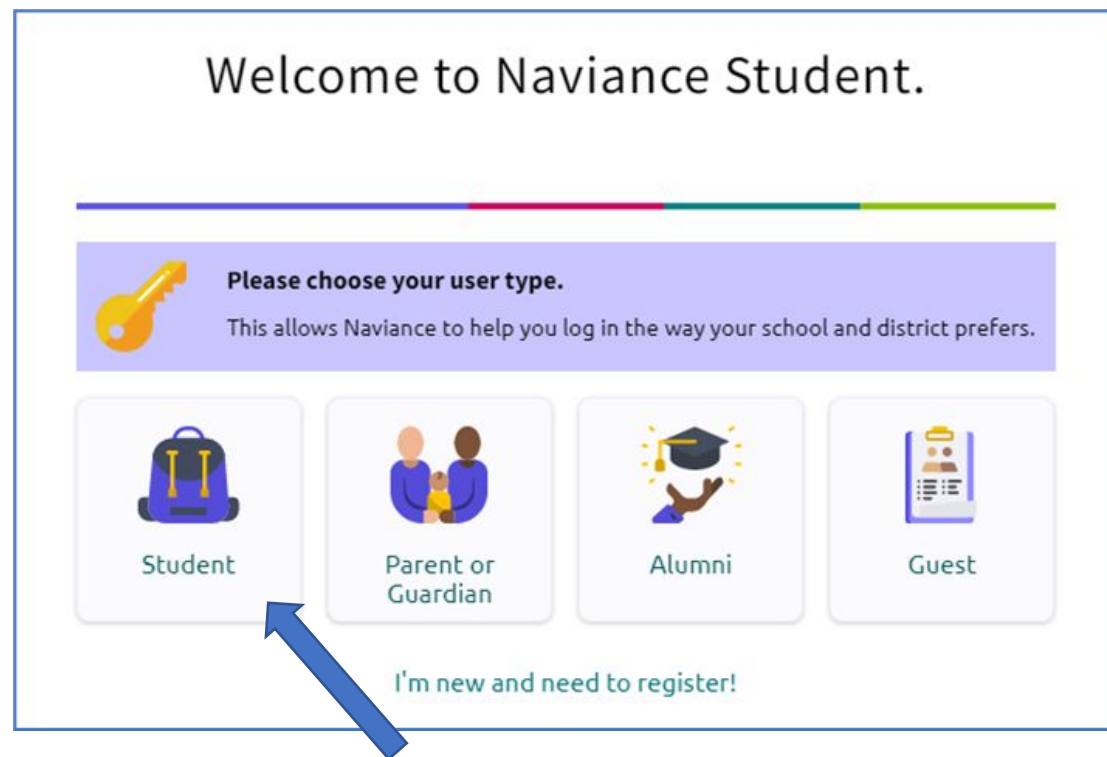 Welcome to Naviance Student.
Please choose your user type.
This allows Naviance to help you log in the way your school and district prefers.
Student
Parent or
Guardian
Alumni
Guest
I'm new and need to register!